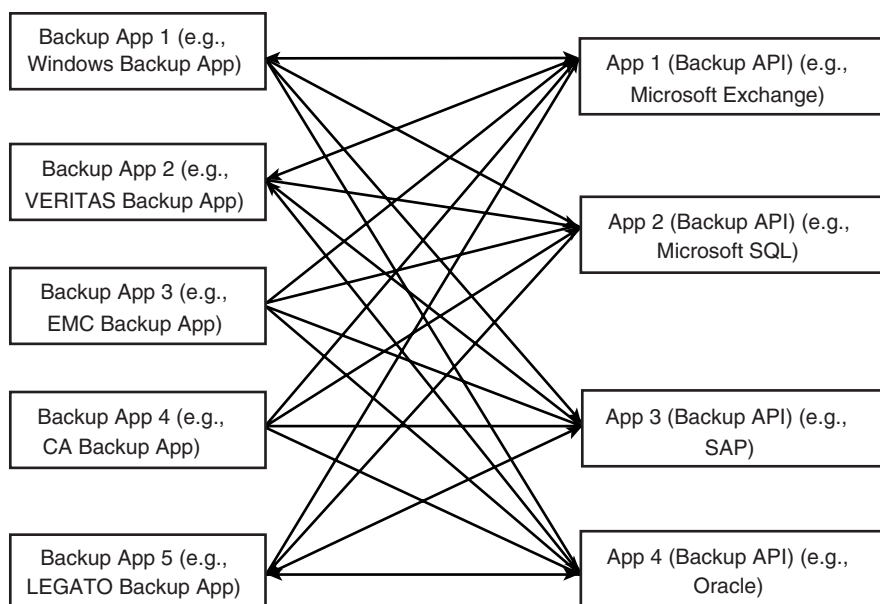 Backup App 1 (e.g.,
Windows Backup App)
Backup App 2 (e.g.,
VERITAS Backup App)
Backup App 3 (e.g.,
EMC Backup App)
Backup App 4 (e.g.,
CA Backup App)
Backup App 5 (e.g.,
LEGATO Backup App)
App 1 (Backup API) (e.g.,
Microsoft Exchange)
App 2 (Backup API) (e.g.,
Microsoft SQL)
App 3 (Backup API) (e.g.,
SAP)
App 4 (Backup API) (e.g.,
Oracle)